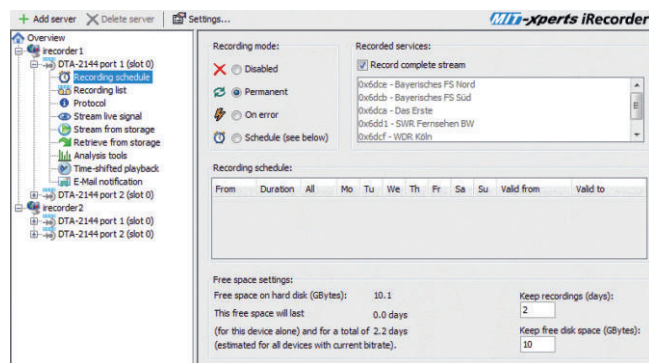 Add server Delete server Settings... MIT-xperts iRecorder
Overview
irecorder1
DTA-2144 port 1 (slot 0)
Recording schedule
Recording list
Protocol
Stream live signal
Stream from storage
Retrieve from storage
Analysis tools
Time-shifted playback
E-Mail notification
DTA-2144 port 2 (slot 0)
irecorder2
DTA-2144 port 1 (slot 0)
DTA-2144 port 2 (slot 0)
Recording mode:
Disabled
Permanent
On error
Schedule (see below)
Recorded services:
Record complete stream
0x6dce - Bayerisches FS Nord
0x6dcb - Bayerisches FS Süd
0x6dca - Das Erste
0x6dd1 - SWR Fernsehen BW
0x6dcf - WDR Köln
Recording schedule:
From Duration All Mo Tu We Th Fr Sa Su Valid from Valid to
Free space settings:
Free space on hard disk (GBytes): 10.1
This free space will last 0.0 days
(for this device alone) and for a total of 2.2 days
(estimated for all devices with current bitrate).
Keep recordings (days):
2
Keep free disk space (GBytes):
10